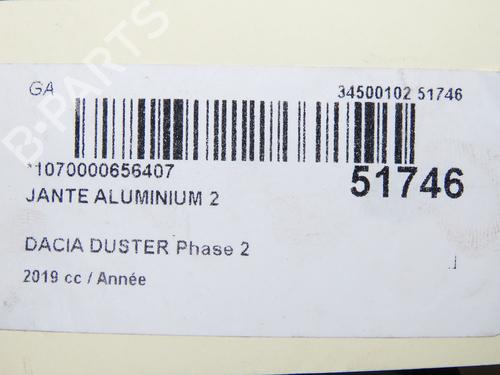 GA
34500102 51746
*1070000656407
51746
JANTE ALUMINIUM 2
DACIA DUSTER Phase 2
2019 cc / Année
B-PARTS